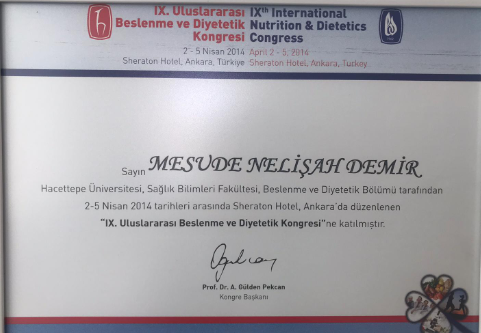 IX. Uluslararası
Beslenme ve Diyetetik
Kongresi
2-5 Nisan 2014
Sheraton Hotel, Ankara, Türkiye
IXth International
Nutrition & Dietetics
Congress
April 2-5, 2014
Sheraton Hotel, Ankara, Turkey
Sayın MESUDE NELİŞAH DEMİR
Hacettepe Üniversitesi, Sağlık Bilimleri Fakültesi, Beslenme ve Diyetetik Bölümü tarafından
2-5 Nisan 2014 tarihleri arasında Sheraton Hotel, Ankara'da düzenlenen
"IX. Uluslararası Beslenme ve Diyetetik Kongresi"ne katılmıştır.
Prof. Dr. A. Gülden Pekcan
Kongre Başkanı